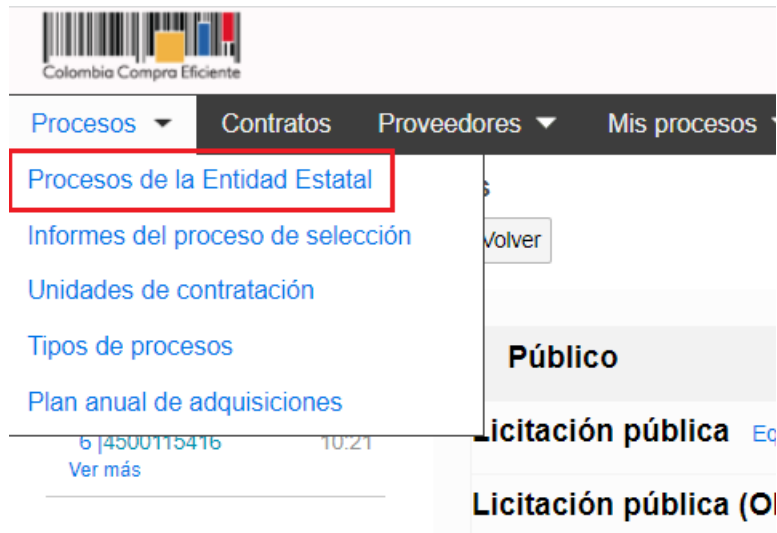 Colombia Compra Eficiente
Procesos Contratos Proveedores Mis procesos
Procesos de la Entidad Estatal
Informes del proceso de selección
Volver
Unidades de contratación
Tipos de procesos
Público
Plan anual de adquisiciones
Licitación pública
6 |4500115416 10:21
Ver más
Licitación pública